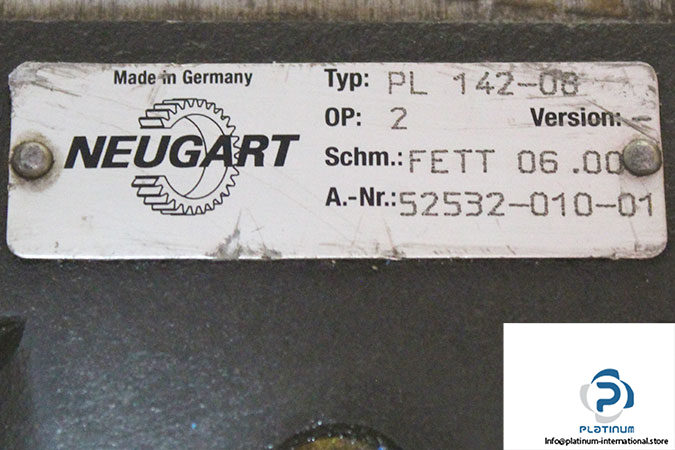 Made in Germany
NEUGART
Typ: PL 142-08
OP: 2 Version: -
Schm.: FETT 06.00
A.-Nr.: 52532-010-01
PLATINUM
Info@platinum-international.store